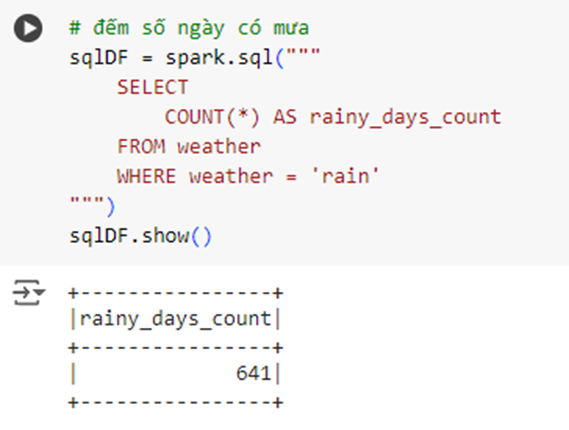 # đếm số ngày có mưa
sqlDF = spark.sql("""
    SELECT
        COUNT(*) AS rainy_days_count
    FROM weather
    WHERE weather = 'rain'
""")
sqlDF.show()
+----------------+
|rainy_days_count|
+----------------+
|             641|
+----------------+